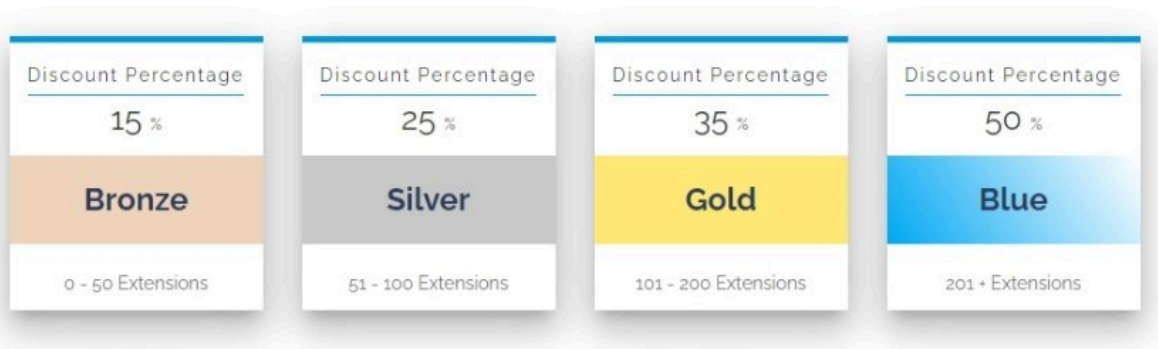 Discount Percentage
15 %
Bronze
0 - 50 Extensions
Discount Percentage
25 %
Silver
51 - 100 Extensions
Discount Percentage
35 %
Gold
101 - 200 Extensions
Discount Percentage
50 %
Blue
201 + Extensions